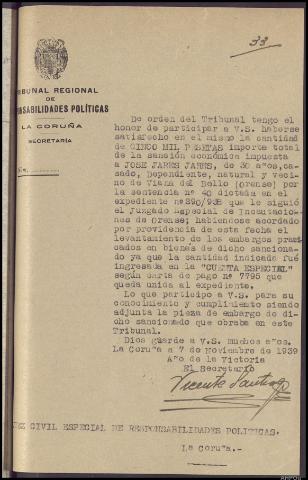 33
TRIBUNAL REGIONAL
DE
RESPONSABILIDADES POLÍTICAS
LA CORUÑA
SECRETARÍA
De orden del Tribunal tengo el
honor de participar a V.S. haberse
satisfecho en el mismo la cantidad
de CINCO MIL PESETAS importe total
de la sanción económica impuesta
a JOSE JARES JARES, de 30 años, ca-
sado, Dependiente, natural y veci-
no de Viana del Bollo (Orense) por
la sentencia nº 40 dictada en el
expediente nº 390/938 que le siguió
el Juzgado Especial de Incautacio-
nes de Orense; habiendose acordado
por providencia de esta fecha el
levantamiento de los embargos prac-
ticados en bienes de dicho sanciona-
do ya que la cantidad indicada fué
ingresada en la "CUENTA ESPECIAL"
según carta de pago nº 7795 que
queda unida al expediente.
Lo que participo a V.S. para su
conocimiento y cumplimiento siendo
adjunta la pieza de embargo de di-
cho sancionado que obraba en este
Tribunal.
Dios guarde a V.S. muchos años.
La Coruña a 7 de Noviembre de 1939
Año de la Victoria
El Secretario
Vicente Santiago
JUEZ CIVIL ESPECIAL DE RESPONSABILIDADES POLITICAS.
La Coruña.-